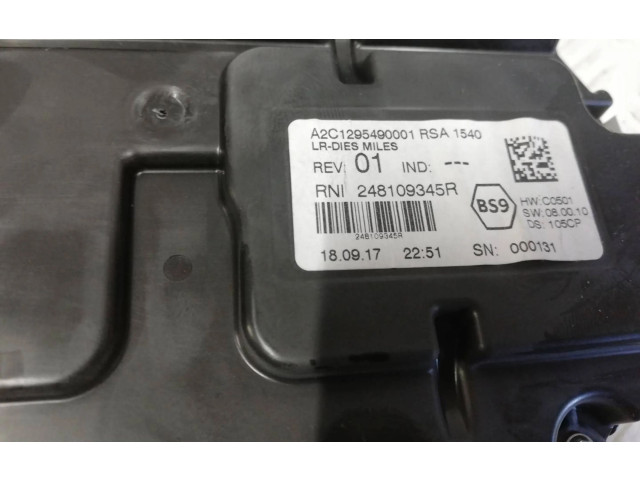 A2C1295490001 RSA 1540
LR-DIES MILES
REV: 01 IND: ---
RNI 248109345R
BS9
HW: C0501
SW: 08.00.10
DS: 105CP
248109345R
18.09.17 22:51 SN: 000131